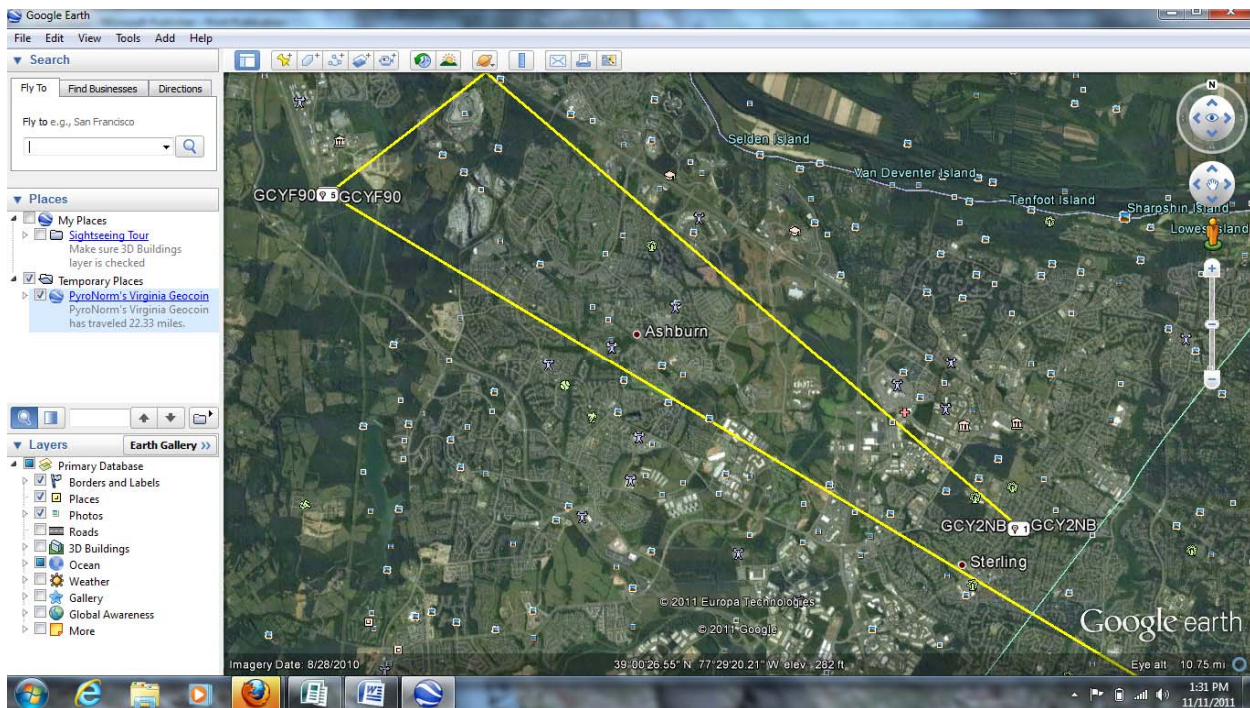 Google Earth
File Edit View Tools Add Help
Search
Fly To Find Businesses Directions
Fly to e.g., San Francisco
Places
My Places
Sightseeing Tour
Make sure 3D Buildings
layer is checked
Temporary Places
PyroNorm's Virginia Geocoin
PyroNorm's Virginia Geocoin
has traveled 22.33 miles.
Layers Earth Gallery >>
Primary Database
Borders and Labels
Places
Photos
Roads
3D Buildings
Ocean
Weather
Gallery
Global Awareness
More
N
Selden Island
Van Deventer Island
Tenfoot Island
Sharpshin Island
Lowes Island
GCYF90 5 GCYF90
Ashburn
GCY2NB 1 GCY2NB
Sterling
© 2011 Europa Technologies
© 2011 Google
Google earth
Imagery Date: 8/28/2010 39°00'26.55" N 77°29'20.21" W elev 282 ft Eye alt 10.75 mi
1:31 PM
11/11/2011